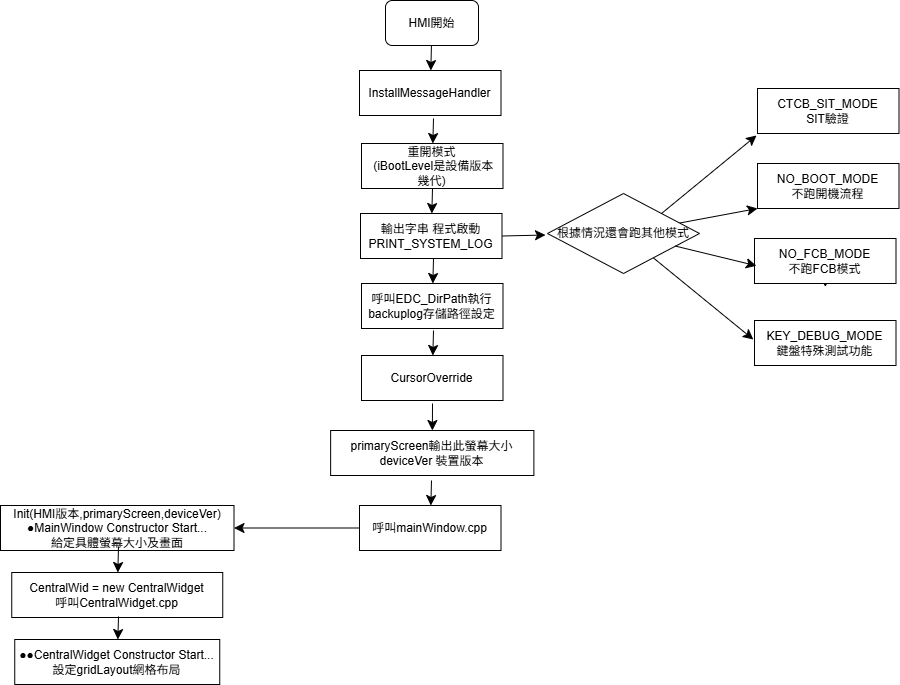 HMI開始
InstallMessageHandler
重開模式
(iBootLevel是設備版本
幾代)
輸出字串 程式啟動
PRINT_SYSTEM_LOG
根據情況還會跑其他模式
CTCB_SIT_MODE
SIT驗證
NO_BOOT_MODE
不跑開機流程
NO_FCB_MODE
不跑FCB模式
KEY_DEBUG_MODE
鍵盤特殊測試功能
呼叫EDC_DirPath執行
backuplog存儲路徑設定
CursorOverride
primaryScreen輸出此螢幕大小
deviceVer 裝置版本
呼叫mainWindow.cpp
Init(HMI版本,primaryScreen,deviceVer)
●MainWindow Constructor Start...
給定具體螢幕大小及畫面
CentralWid = new CentralWidget
呼叫CentralWidget.cpp
●●CentralWidget Constructor Start...
設定gridLayout網格布局